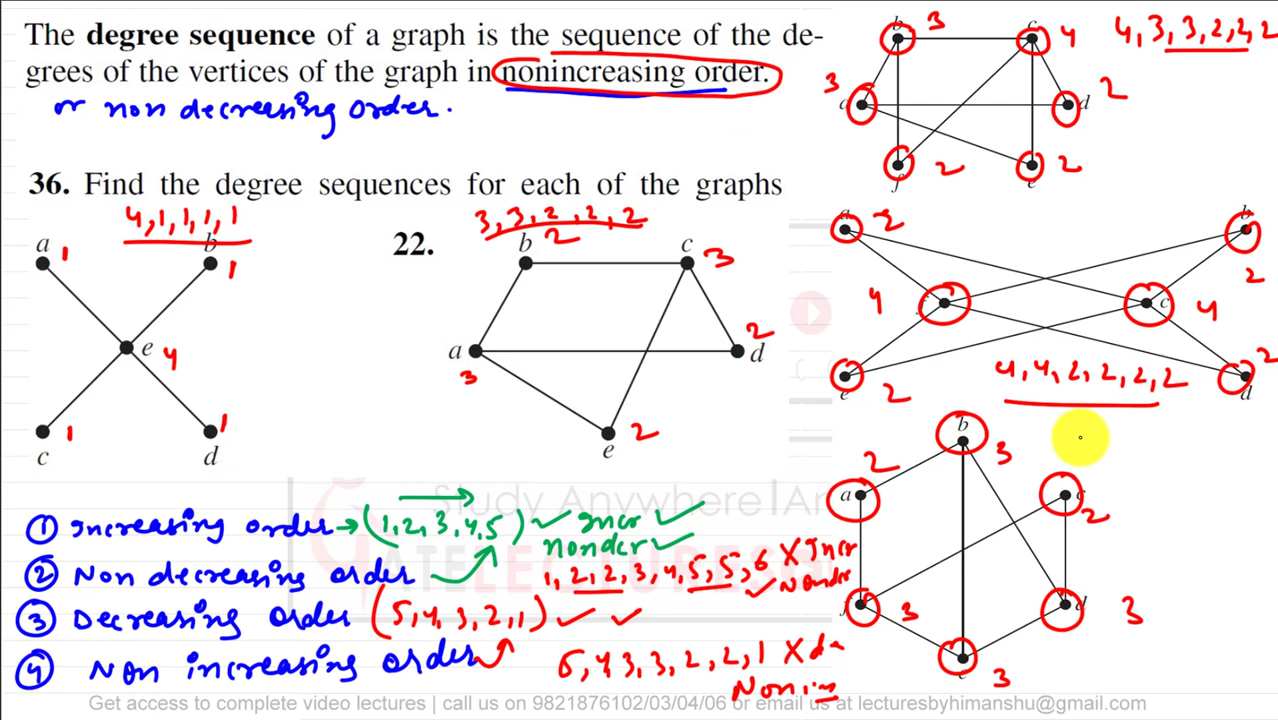 The degree sequence of a graph is the sequence of the de-
grees of the vertices of the graph in nonincreasing order.
or non decreasing order.
36. Find the degree sequences for each of the graphs
4,1,1,1,1
a 1
b
1
e 4
1
c
1
d
22.
3,3,2,2,2
2
b
c
3
a
3
2
d
e
2
b 3
c 4
4,3,3,2,2,2
3
a
d 2
f 2
e 2
a 2
b
2
4
c 4
e 2
2
d
4,4,2,2,2,2
b
3
2
a
c
2
f 3
d 3
e
3
Study Anywhere
① Increasing order → (1,2,3,4,5) ✓ Incr ✓
nonder ✓
② Non decreasing order
1,2,2,3,4,5,5,6 X Incr
✓ Nonder
③ Decreasing order (5,4,3,2,1) ✓ ✓
④ Non increasing order
5,4,3,3,2,2,1 X de
Nonin
Get access to complete video lectures | call us on 9821876102/03/04/06 or email us at lecturesbyhimanshu@gmail.com